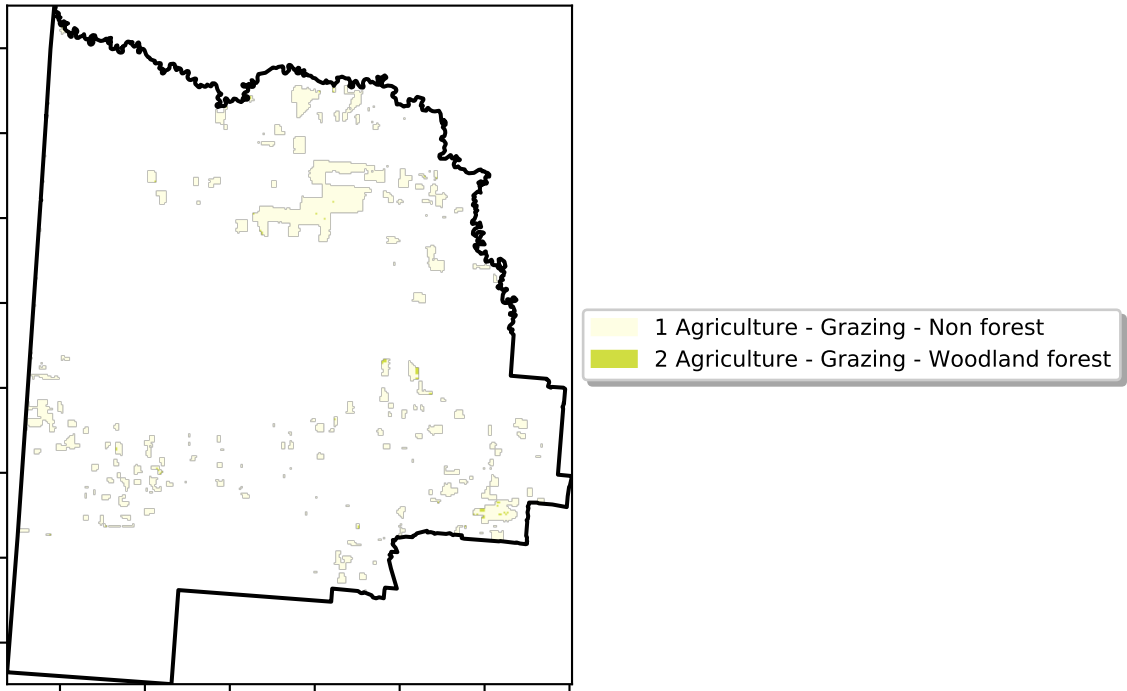 1 Agriculture - Grazing - Non forest
2 Agriculture - Grazing - Woodland forest